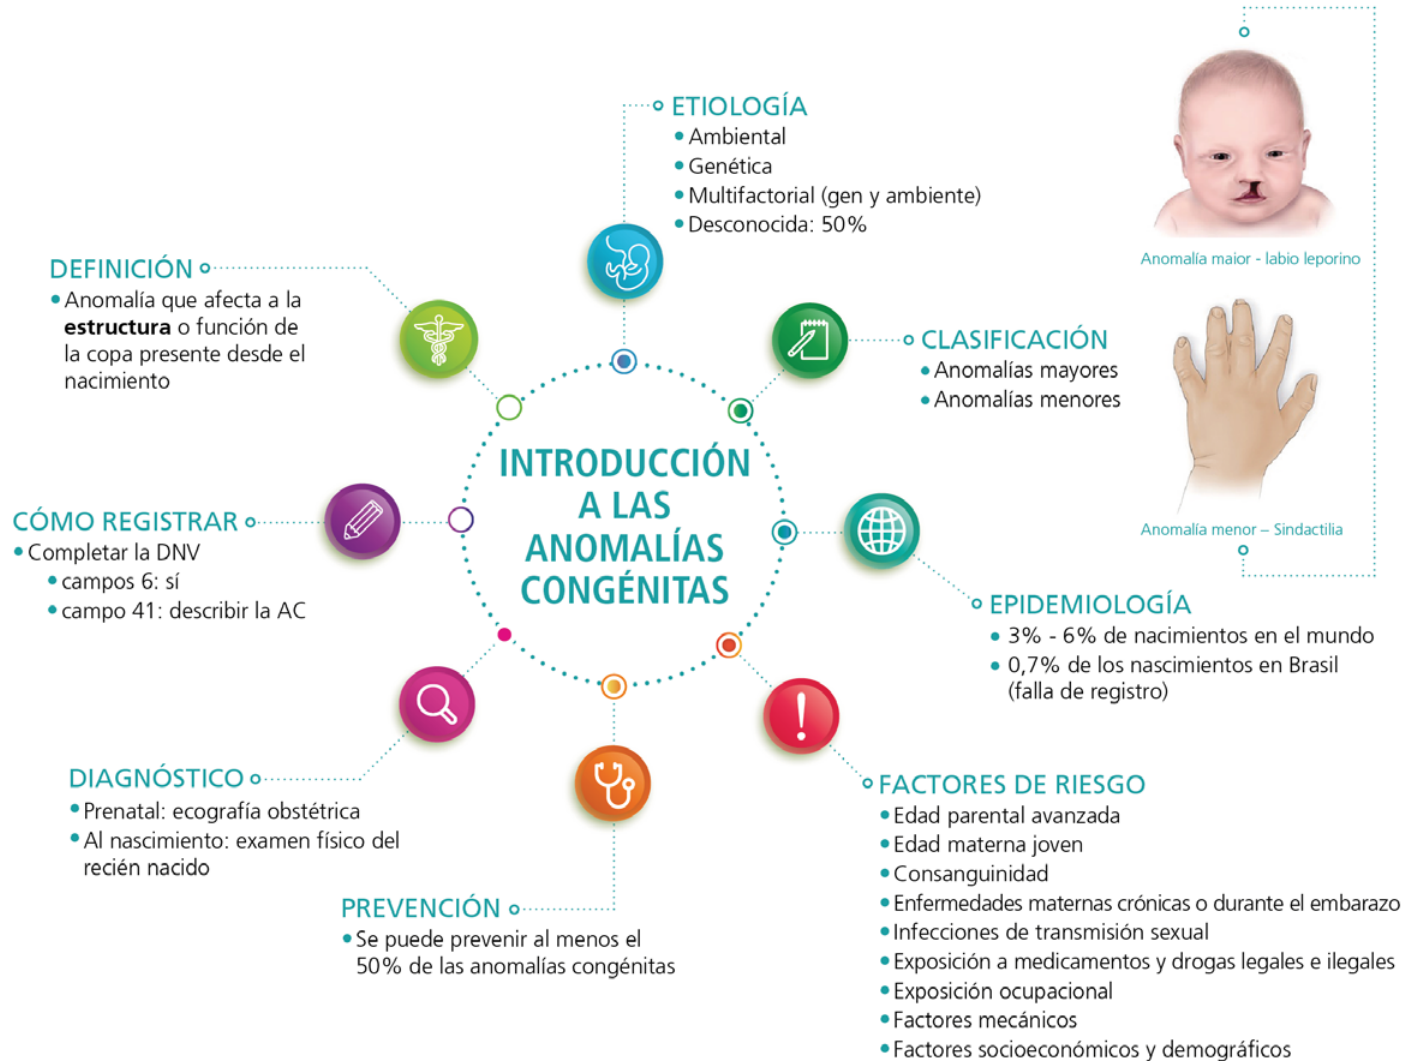 INTRODUCCIÓN
A LAS
ANOMALÍAS
CONGÉNITAS
DEFINICIÓN
Anomalía que afecta a la
estructura o función de
la copa presente desde el
nacimiento
ETIOLOGÍA
Ambiental
Genética
Multifactorial (gen y ambiente)
Desconocida: 50%
CLASIFICACIÓN
Anomalías mayores
Anomalías menores
Anomalía maior - labio leporino
Anomalía menor – Sindactilia
EPIDEMIOLOGÍA
3% - 6% de nacimientos en el mundo
0,7% de los nascimientos en Brasil
(falla de registro)
FACTORES DE RIESGO
Edad parental avanzada
Edad materna joven
Consanguinidad
Enfermedades maternas crónicas o durante el embarazo
Infecciones de transmisión sexual
Exposición a medicamentos y drogas legales e ilegales
Exposición ocupacional
Factores mecánicos
Factores socioeconómicos y demográficos
PREVENCIÓN
Se puede prevenir al menos el
50% de las anomalías congénitas
DIAGNÓSTICO
Prenatal: ecografía obstétrica
Al nascimiento: examen físico del
recién nacido
CÓMO REGISTRAR
Completar la DNV
campos 6: sí
campo 41: describir la AC